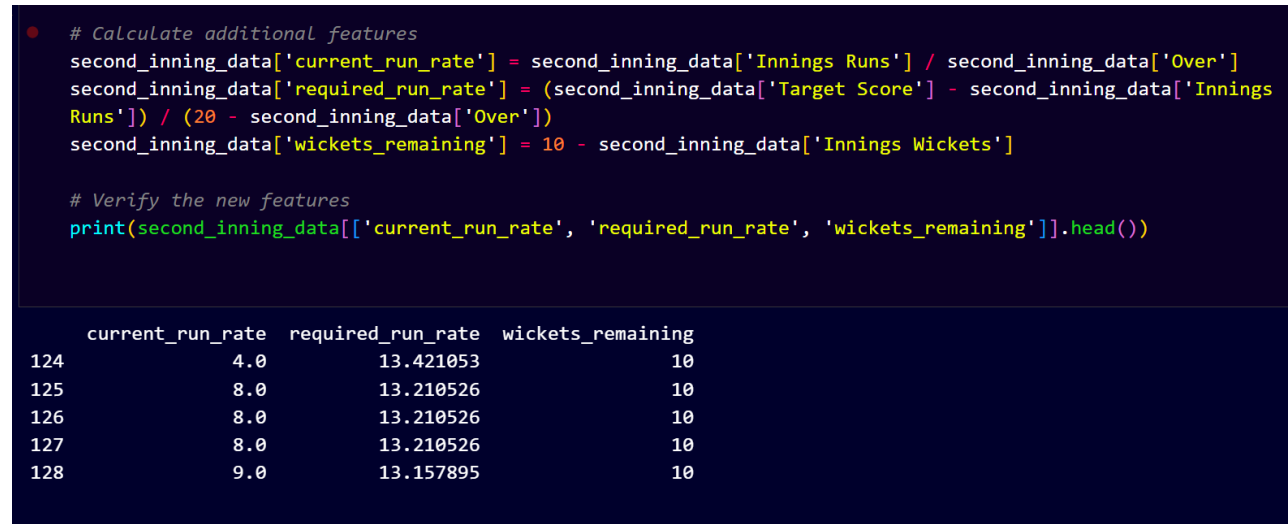 # Calculate additional features
second_inning_data['current_run_rate'] = second_inning_data['Innings Runs'] / second_inning_data['Over']
second_inning_data['required_run_rate'] = (second_inning_data['Target Score'] - second_inning_data['Innings
Runs']) / (20 - second_inning_data['Over'])
second_inning_data['wickets_remaining'] = 10 - second_inning_data['Innings Wickets']
# Verify the new features
print(second_inning_data[['current_run_rate', 'required_run_rate', 'wickets_remaining']].head())
current_run_rate required_run_rate wickets_remaining
124 4.0 13.421053 10
125 8.0 13.210526 10
126 8.0 13.210526 10
127 8.0 13.210526 10
128 9.0 13.157895 10